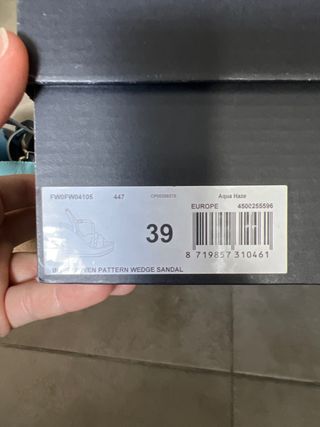 FW0FW04105 447 Aqua Haze
EUROPE 4500255596
39
8 719857 310461
PATTERN WEDGE SANDAL